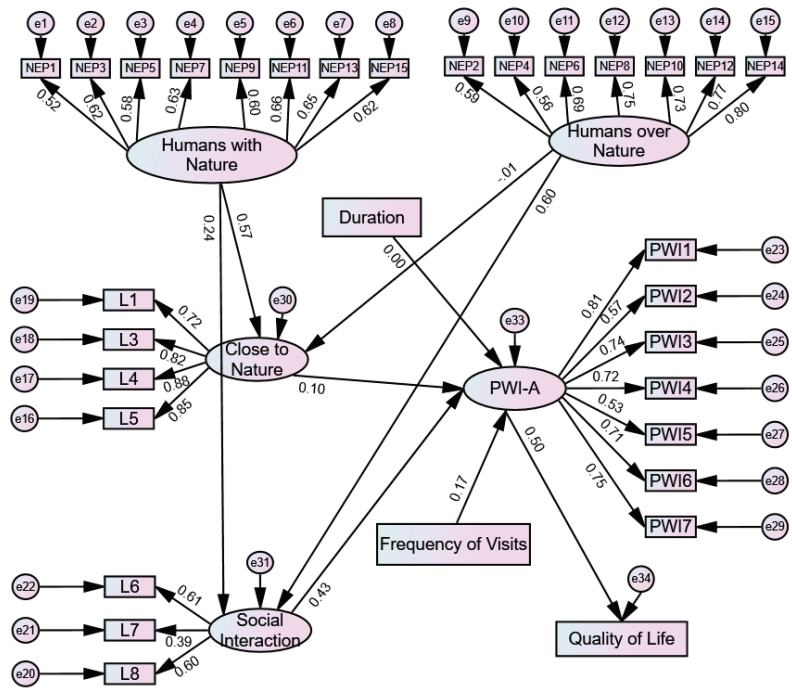 e1 e2 e3 e4 e5 e6 e7 e8
NEP1 NEP3 NEP5 NEP7 NEP9 NEP11 NEP13 NEP15
0.52 0.62 0.58 0.63 0.60 0.66 0.65 0.62
Humans with
Nature
e9 e10 e11 e12 e13 e14 e15
NEP2 NEP4 NEP6 NEP8 NEP10 NEP12 NEP14
0.59 0.56 0.69 0.75 0.73 0.77 0.80
Humans over
Nature
0.24 0.57
-.01 0.60
Duration
0.00
e19 L1 0.72
e18 L3 0.82
e17 L4 0.88
e16 L5 0.85
e30
Close to
Nature
0.10
e33
PWI-A
0.81 PWI1 e23
0.57 PWI2 e24
0.74 PWI3 e25
0.72 PWI4 e26
0.53 PWI5 e27
0.71 PWI6 e28
0.75 PWI7 e29
0.17
0.50
Frequency of Visits
0.43
e22 L6 0.61
e21 L7 0.39
e20 L8 0.60
e31
Social
Interaction
e34
Quality of Life